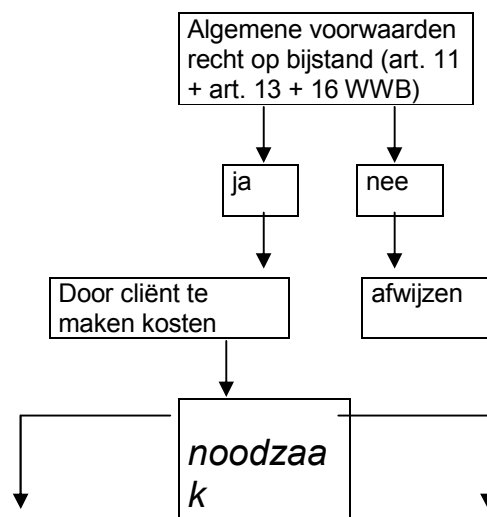 Algemene voorwaarden
recht op bijstand (art. 11
+ art. 13 + 16 WWB)
ja
nee
Door cliënt te
maken kosten
afwijzen
noodzaa
k